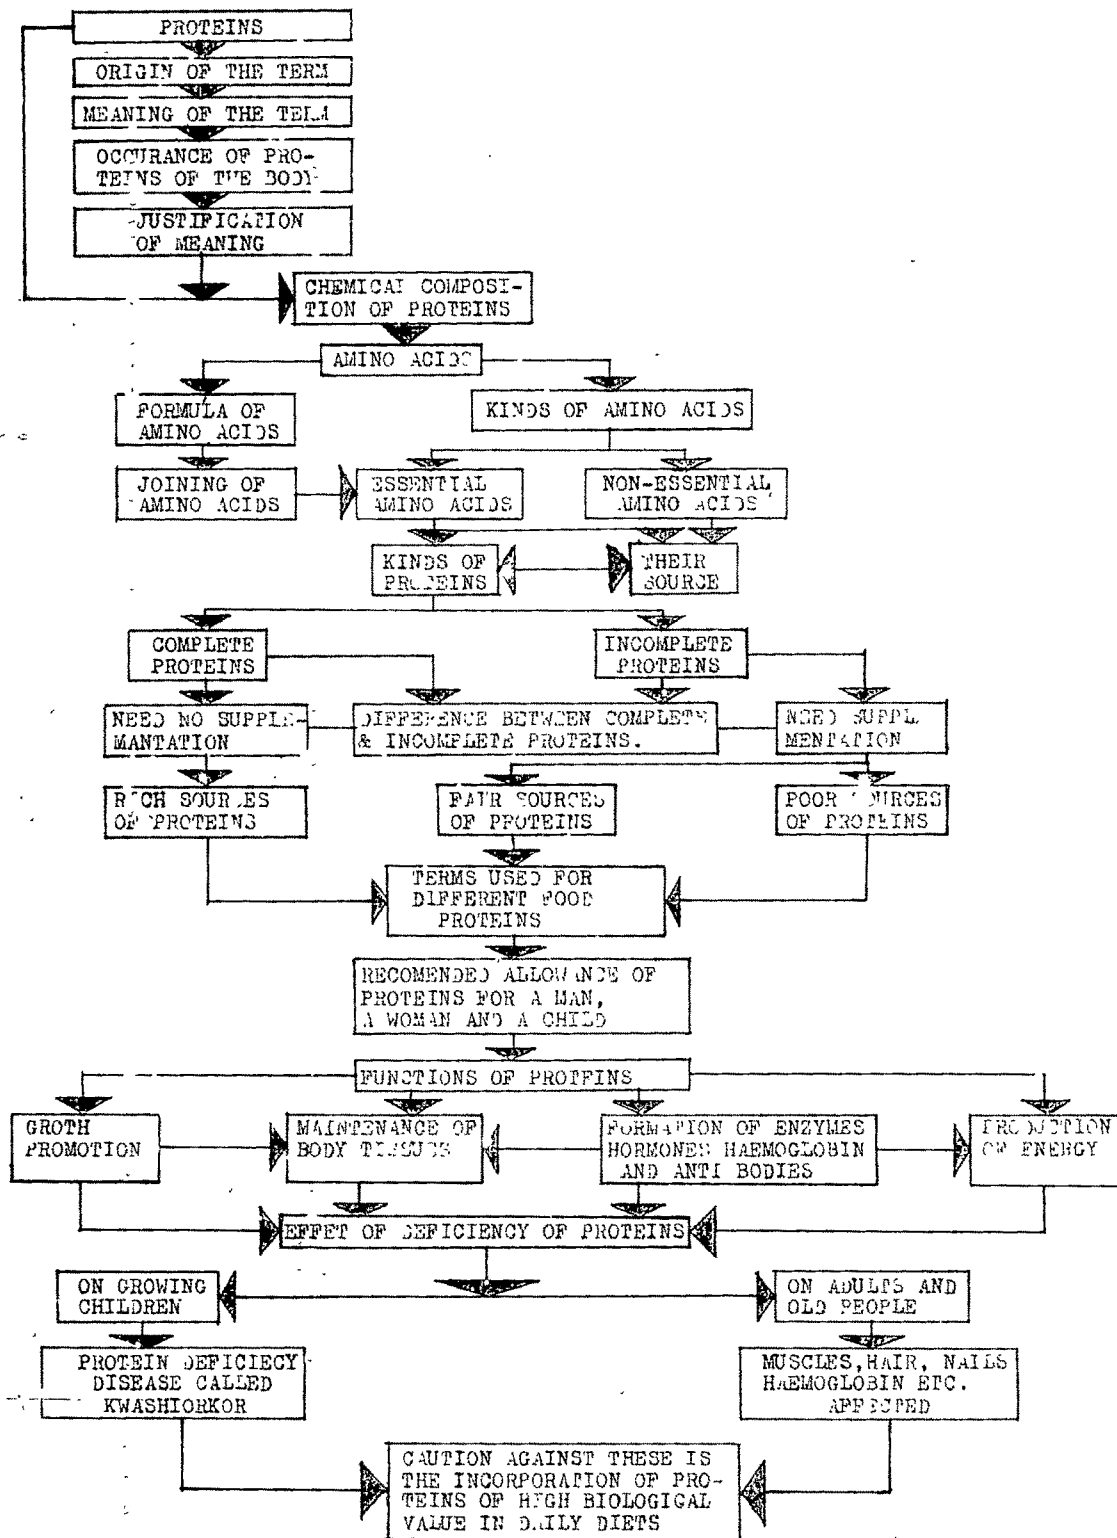 PROTEINS
ORIGIN OF THE TERM
MEANING OF THE TERM
OCCURANCE OF PRO-
TEINS OF THE BODY
JUSTIFICATION
OF MEANING
CHEMICAL COMPOSI-
TION OF PROTEINS
AMINO ACIDS
FORMULA OF
AMINO ACIDS
KINDS OF AMINO ACIDS
JOINING OF
AMINO ACIDS
ESSENTIAL
AMINO ACIDS
NON-ESSENTIAL
AMINO ACIDS
KINDS OF
PROTEINS
THEIR
SOURCE
COMPLETE
PROTEINS
INCOMPLETE
PROTEINS
NEED NO SUPPLE-
MANTATION
DIFFERENCE BETWEEN COMPLETE
& INCOMPLETE PROTEINS.
NEED SUPPL
MENTATION
RICH SOURCES
OF PROTEINS
FAIR SOURCES
OF PROTEINS
POOR SOURCES
OF PROTEINS
TERMS USED FOR
DIFFERENT FOOD
PROTEINS
RECOMENDED ALLOWANCE OF
PROTEINS FOR A MAN,
A WOMAN AND A CHILD
FUNCTIONS OF PROTEINS
GROTH
PROMOTION
MAINTENANCE OF
BODY TISSUES
FORMATION OF ENZYMES
HORMONES HAEMOGLOBIN
AND ANTI BODIES
PRODUCTION
OF ENERGY
EFFET OF DEFICIENCY OF PROTEINS
ON GROWING
CHILDREN
ON ADULTS AND
OLD PEOPLE
PROTEIN DEFICIECY
DISEASE CALLED
KWASHIORKOR
MUSCLES, HAIR, NAILS
HAEMOGLOBIN ETC.
AFFECTED
CAUTION AGAINST THESE IS
THE INCORPORATION OF PRO-
TEINS OF HIGH BIOLOGICAL
VALUE IN DAILY DIETS